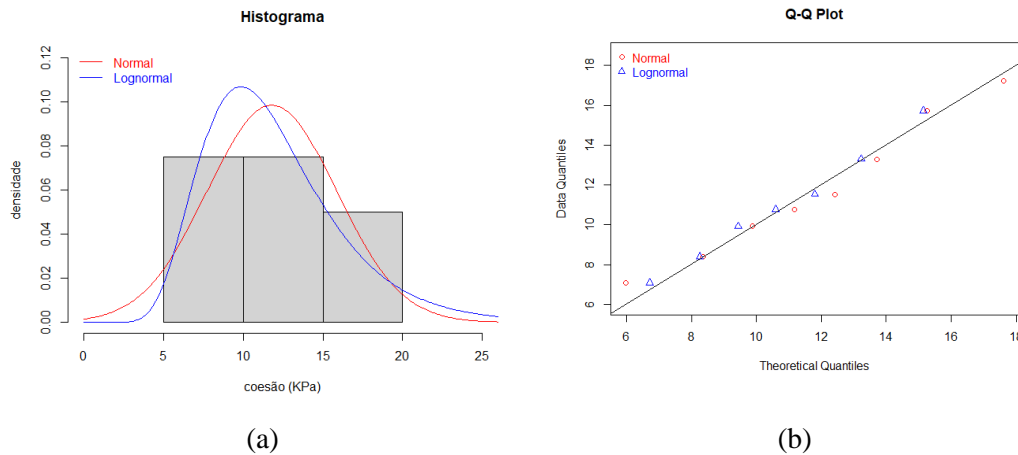 Histograma
Normal
Lognormal
0.12
0.10
0.08
0.06
0.04
0.02
0.00
densidade
0 5 10 15 20 25
coesão (KPa)
(a)
Q-Q Plot
Normal
Lognormal
18
16
14
12
10
8
6
Data Quantiles
6 8 10 12 14 16 18
Theoretical Quantiles
(b)